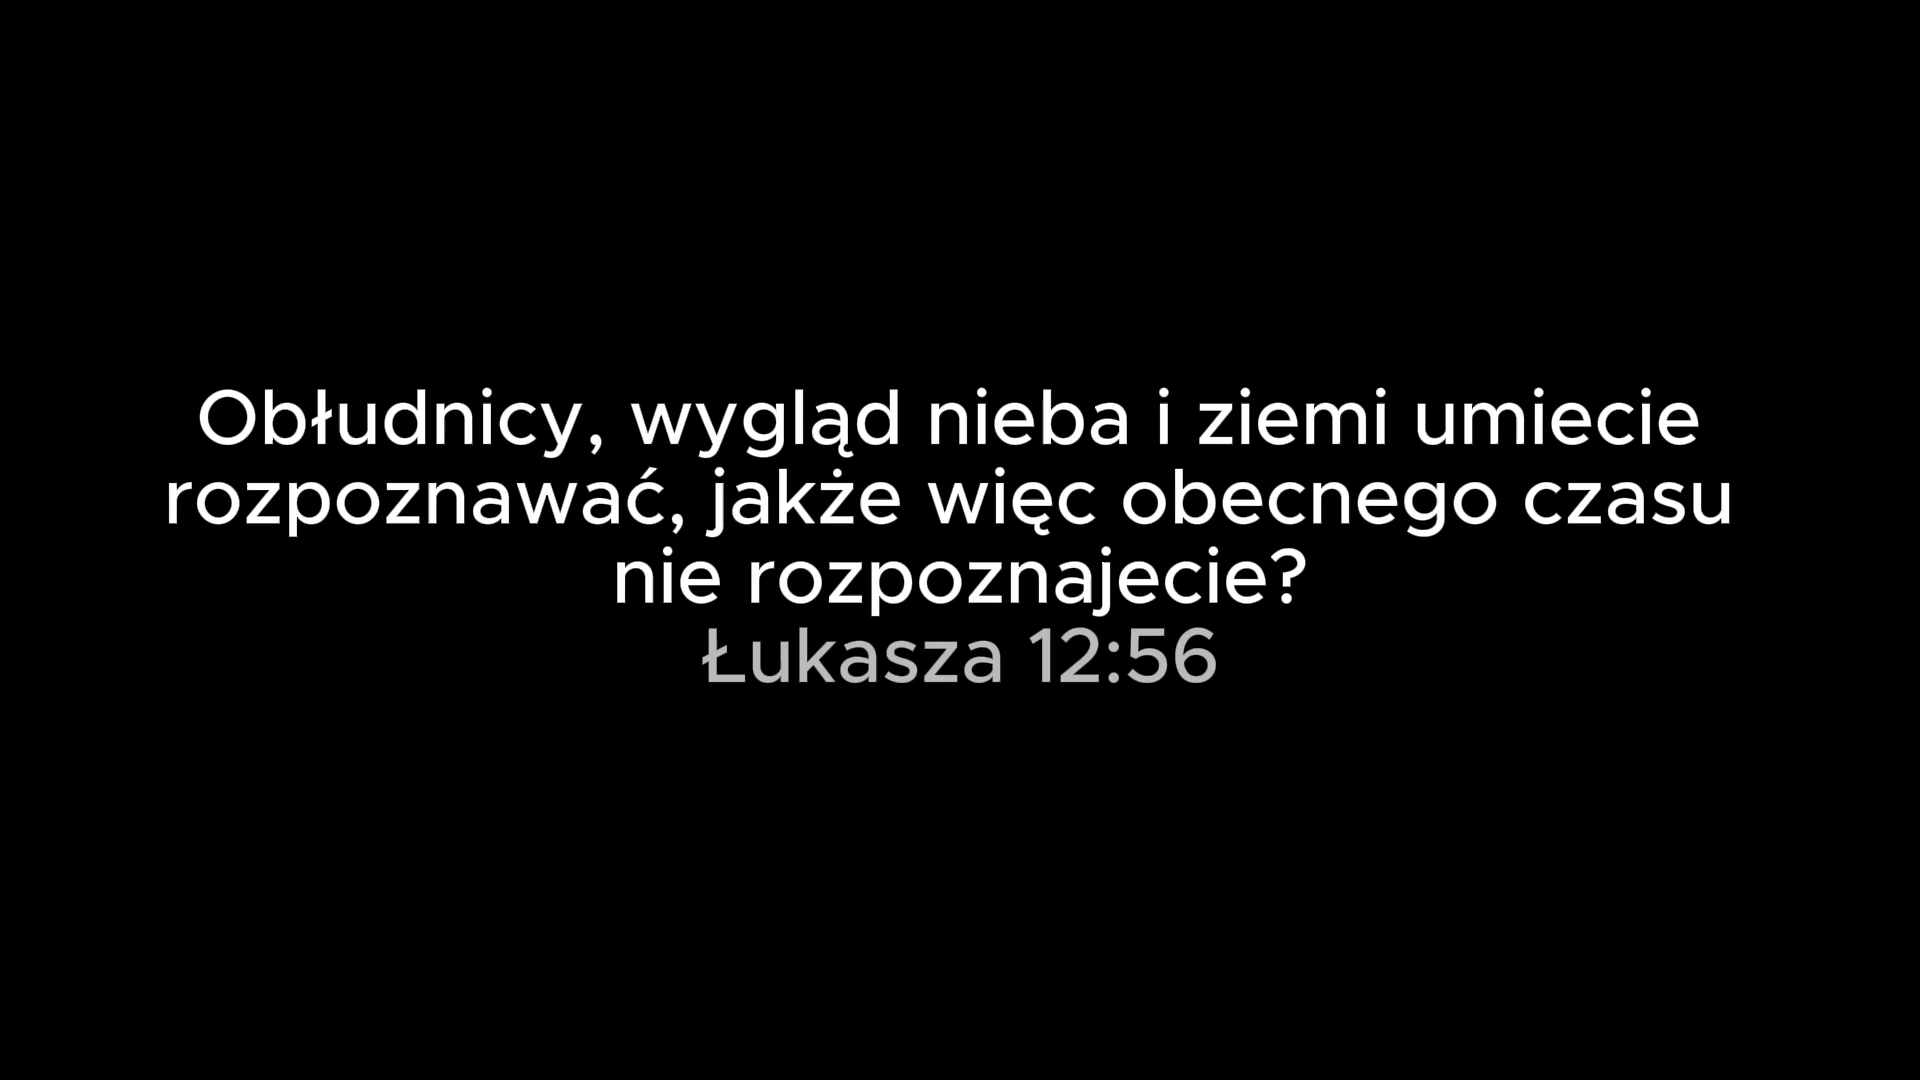 Obłudnicy, wygląd nieba i ziemi umiecie
rozpoznawać, jakże więc obecnego czasu
nie rozpoznajecie?
Łukasza 12:56